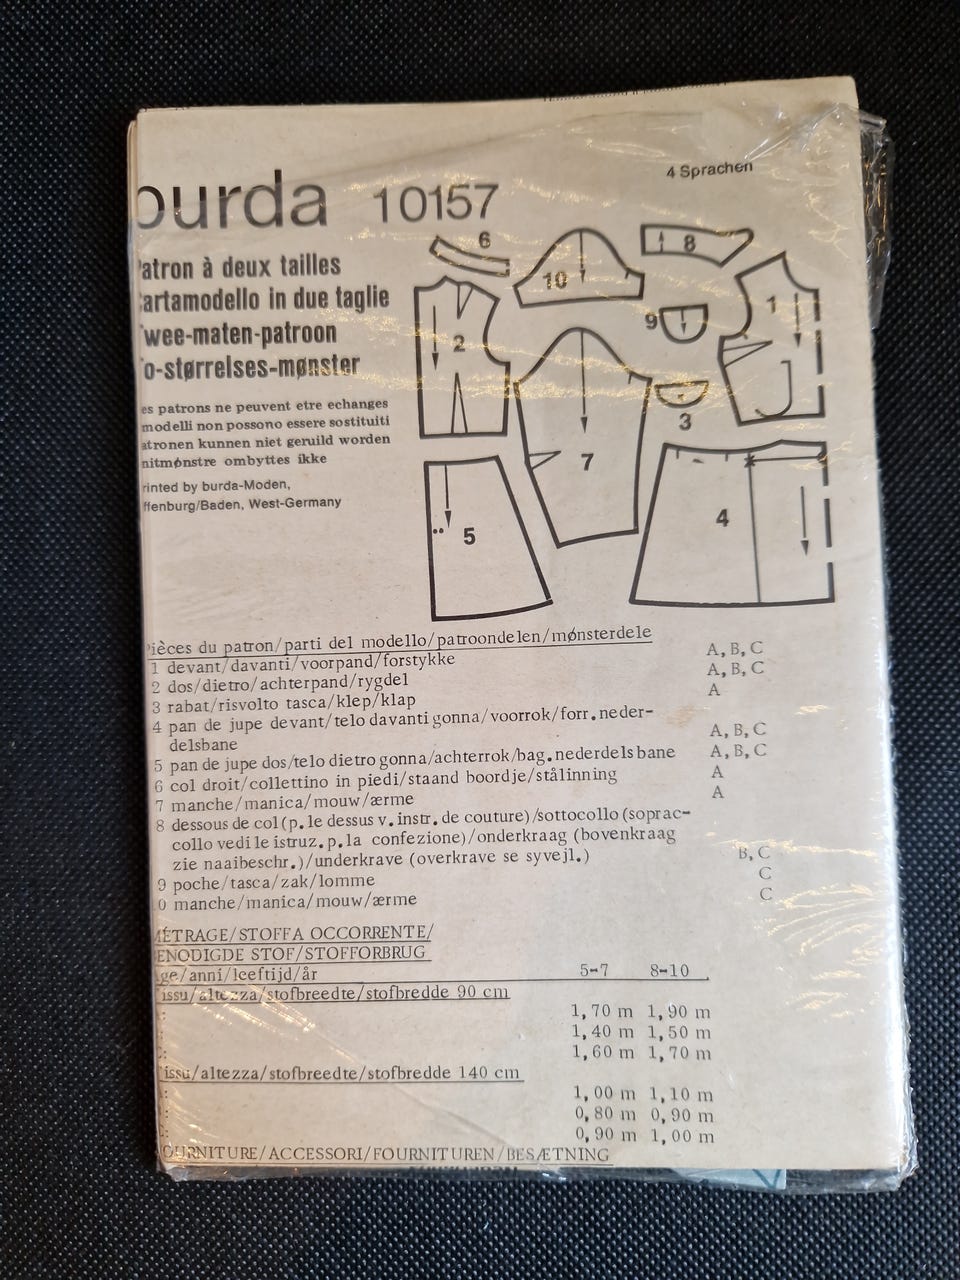 burda 10157
4 Sprachen
atron à deux tailles
artamodello in due taglie
wee-maten-patroon
o-størrelses-mønster
es patrons ne peuvent etre echanges
modelli non possono essere sostituiti
atronen kunnen niet geruild worden
nitmønstre ombyttes ikke
rinted by burda-Moden,
ffenburg/Baden, West-Germany
6
8
10
1
2
9
3
7
4
5
ièces du patron/parti del modello/patroondelen/mønsterdele
1 devant/davanti/voorpand/forstykke A, B, C
2 dos/dietro/achterpand/rygdel A, B, C
3 rabat/risvolto tasca/klep/klap A
4 pan de jupe devant/telo davanti gonna/voorrok/forr.neder-
delsbane A, B, C
5 pan de jupe dos/telo dietro gonna/achterrok/bag.nederdelsbane A, B, C
6 col droit/collettino in piedi/staand boordje/stålinning A
7 manche/manica/mouw/ærme A
8 dessous de col (p. le dessus v. instr. de couture)/sottocollo (soprac-
collo vedi le istruz. p. la confezione)/onderkraag (bovenkraag
zie naaibeschr.)/underkrave (overkrave se syvejl.) B, C
9 poche/tasca/zak/lomme C
0 manche/manica/mouw/ærme C
MÉTRAGE/STOFFA OCCORRENTE/
ENODIGDE STOF/STOFFORBRUG
ge/anni/leeftijd/år 5-7 8-10
issu/altezza/stofbreedte/stofbredde 90 cm
1,70 m 1,90 m
1,40 m 1,50 m
1,60 m 1,70 m
issu/altezza/stofbreedte/stofbredde 140 cm
1,00 m 1,10 m
0,80 m 0,90 m
0,90 m 1,00 m
OURNITURE/ACCESSORI/FOURNITUREN/BESÆTNING